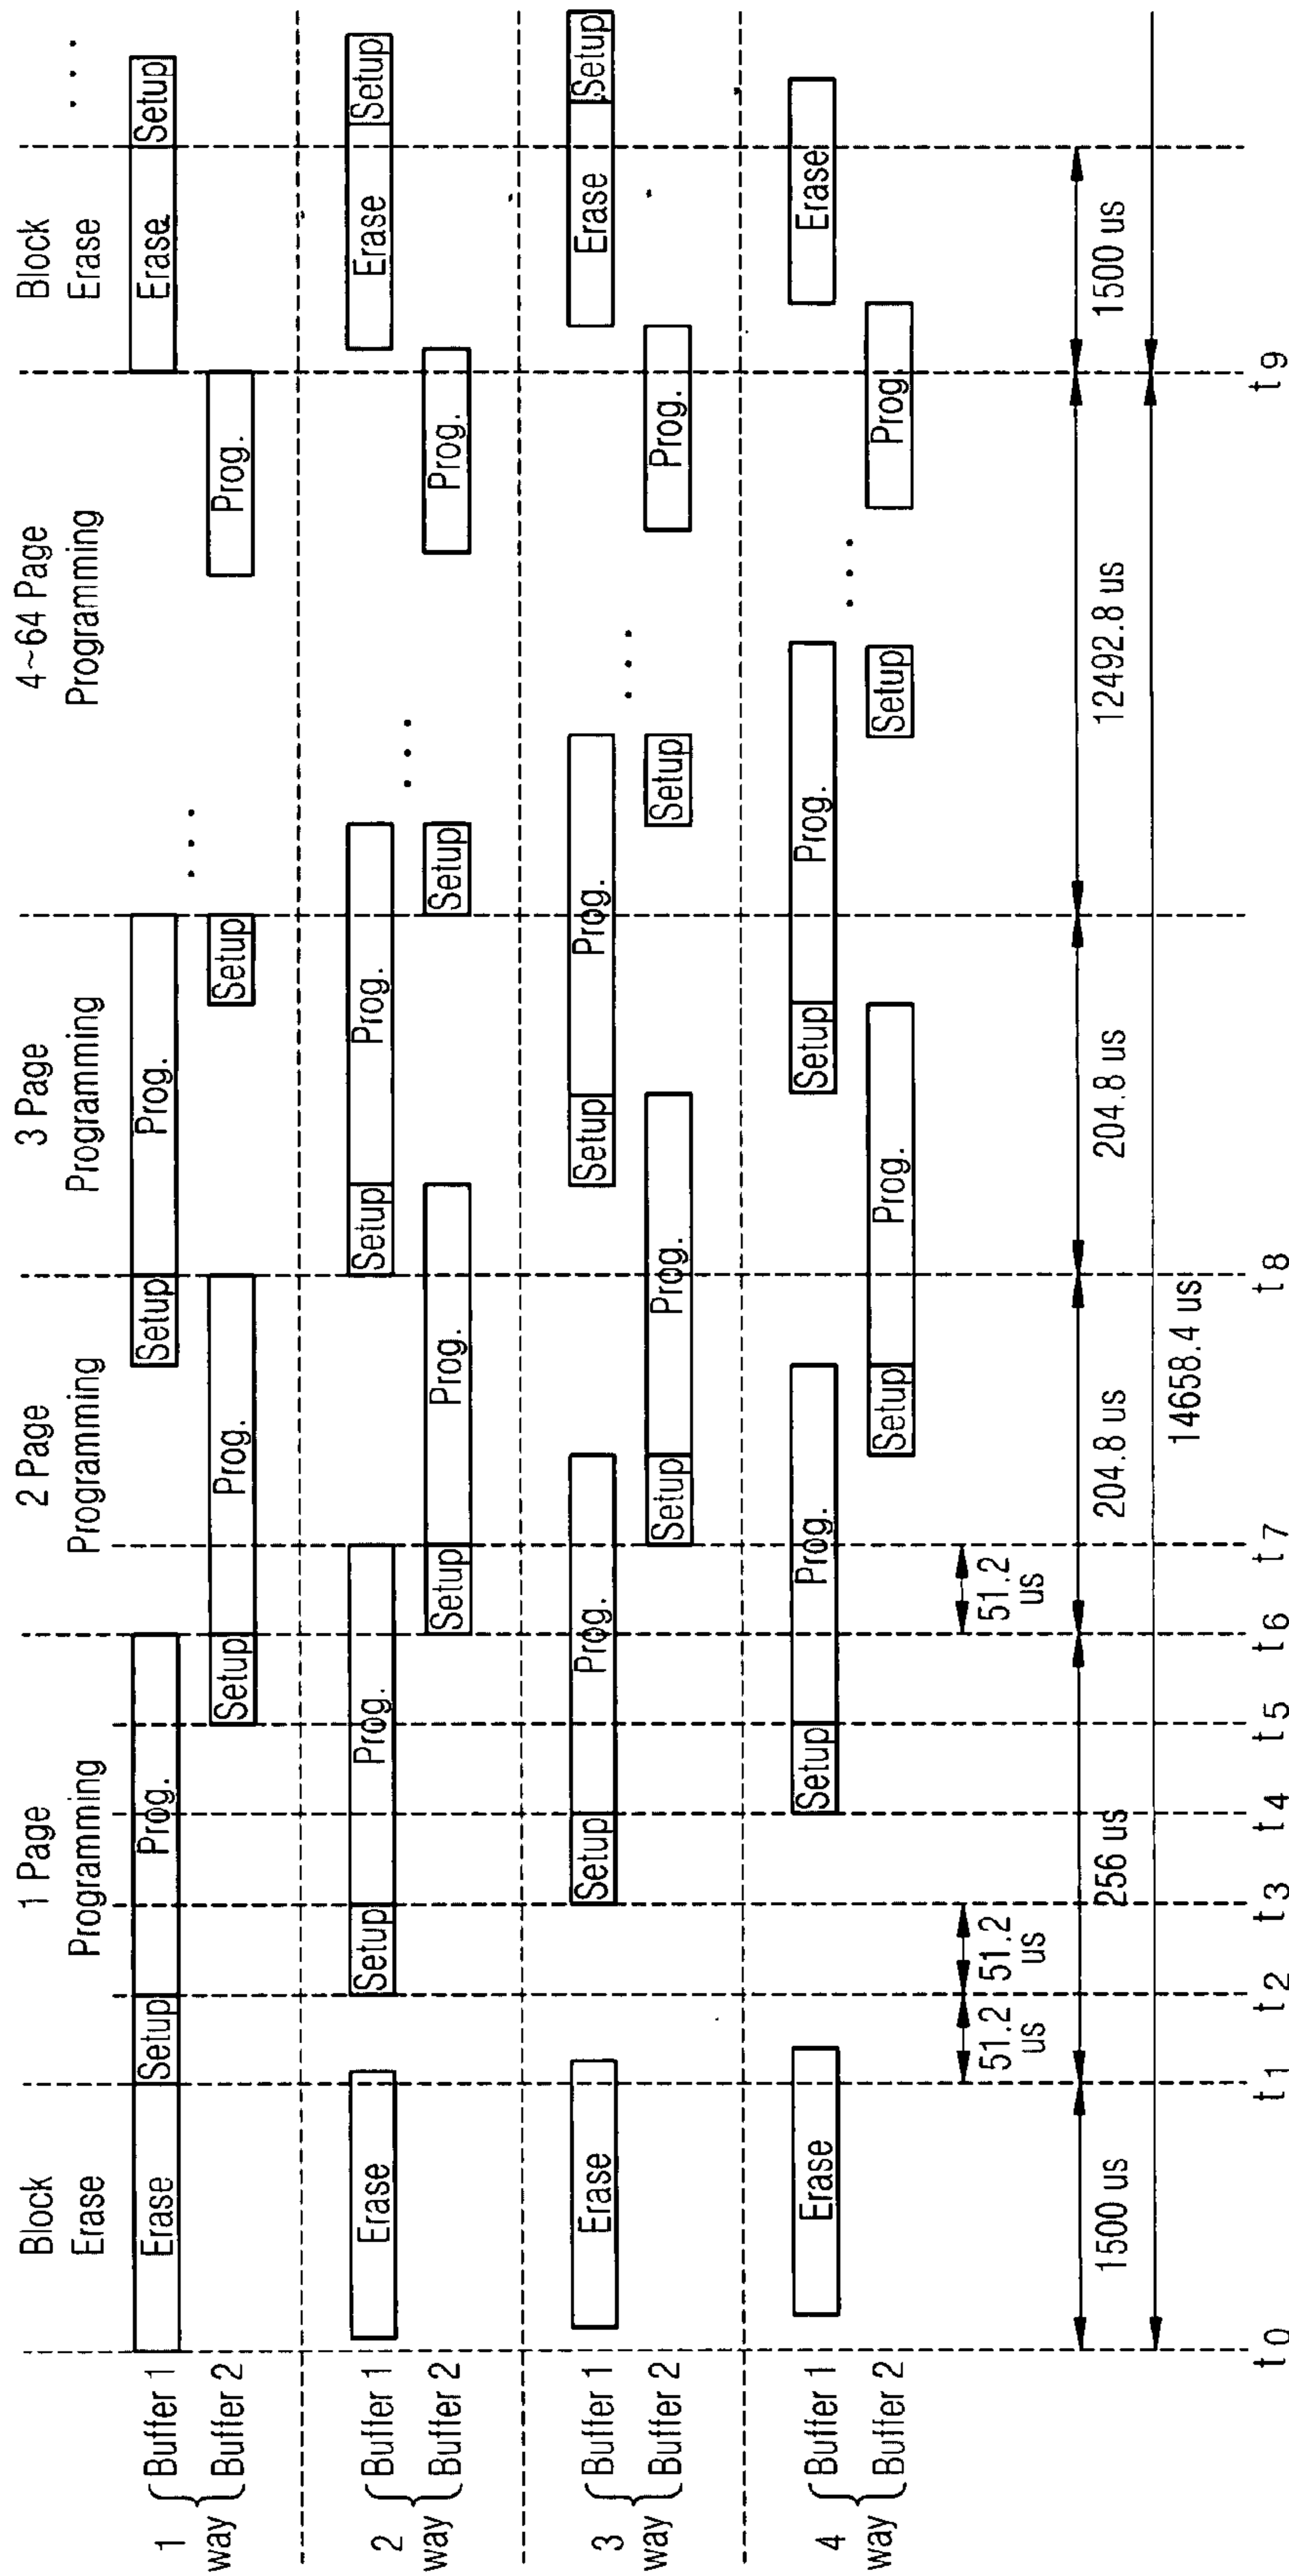 Block
Erase
1 Page
Programming
2 Page
Programming
3 Page
Programming
4~64 Page
Programming
Block
Erase
1
way
Buffer 1
Buffer 2
Erase
Setup
Prog.
Setup
Erase
Setup
Setup
Prog.
Setup
Prog.
Prog.
...
...
2
way
Buffer 1
Buffer 2
Erase
Setup
Prog.
Setup
Prog.
Erase
Setup
Setup
Prog.
Setup
Prog.
...
3
way
Buffer 1
Buffer 2
Erase
Setup
Prog.
Setup
Prog.
Erase
Setup
Setup
Prog.
Setup
Prog.
...
4
way
Buffer 1
Buffer 2
Erase
Setup
Prog.
Setup
Prog.
Erase
Setup
Prog.
Setup
Prog
...
51.2
us
51.2
us
51.2
us
1500 us
256 us
204.8 us
204.8 us
12492.8 us
1500 us
14658.4 us
t0
t1
t2
t3
t4
t5
t6
t7
t8
t9